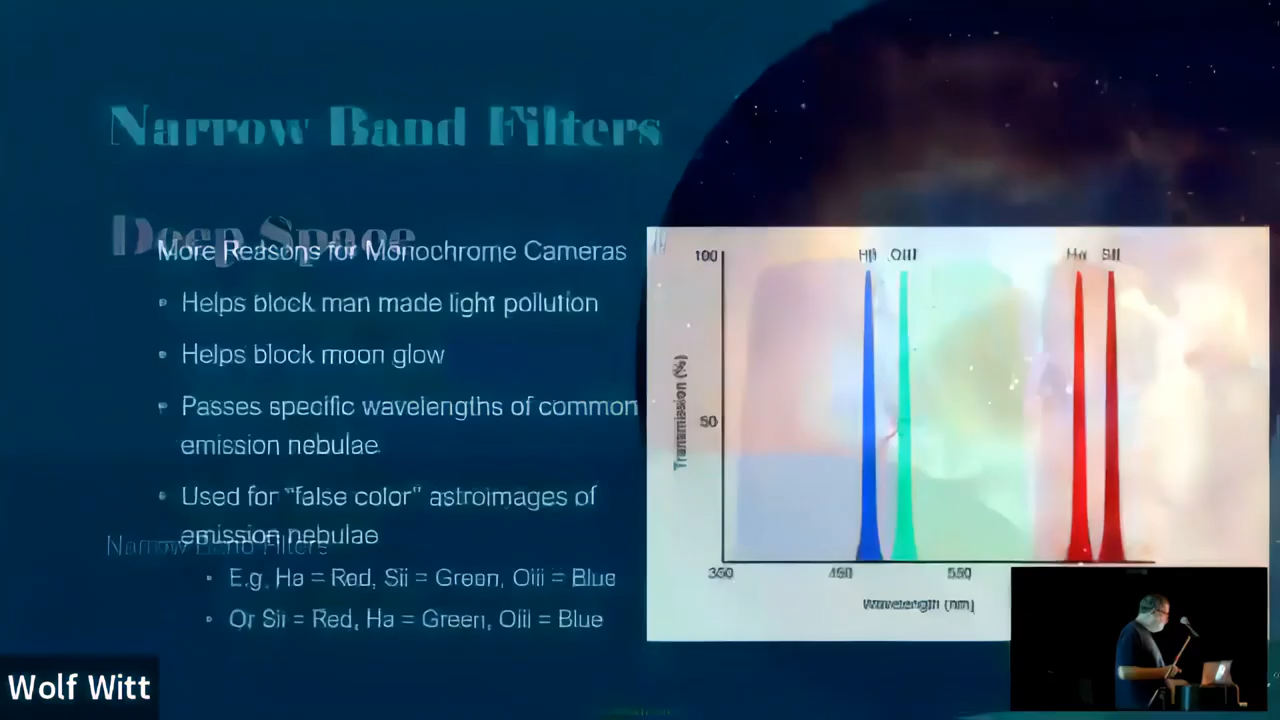 Narrow Band Filters
Deep Space
More Reasons for Monochrome Cameras
• Helps block man made light pollution
• Helps block moon glow
• Passes specific wavelengths of common
emission nebulae
• Used for "false color" astroimages of
emission nebulae
Narrow Band Filters
• E.g, Ha = Red, Sii = Green, Oiii = Blue
• Or Sii = Red, Ha = Green, Oiii = Blue
Hβ OIII Hα SII
100
Transmission (%)
50
350 450 550
Wavelength (nm)
Wolf Witt